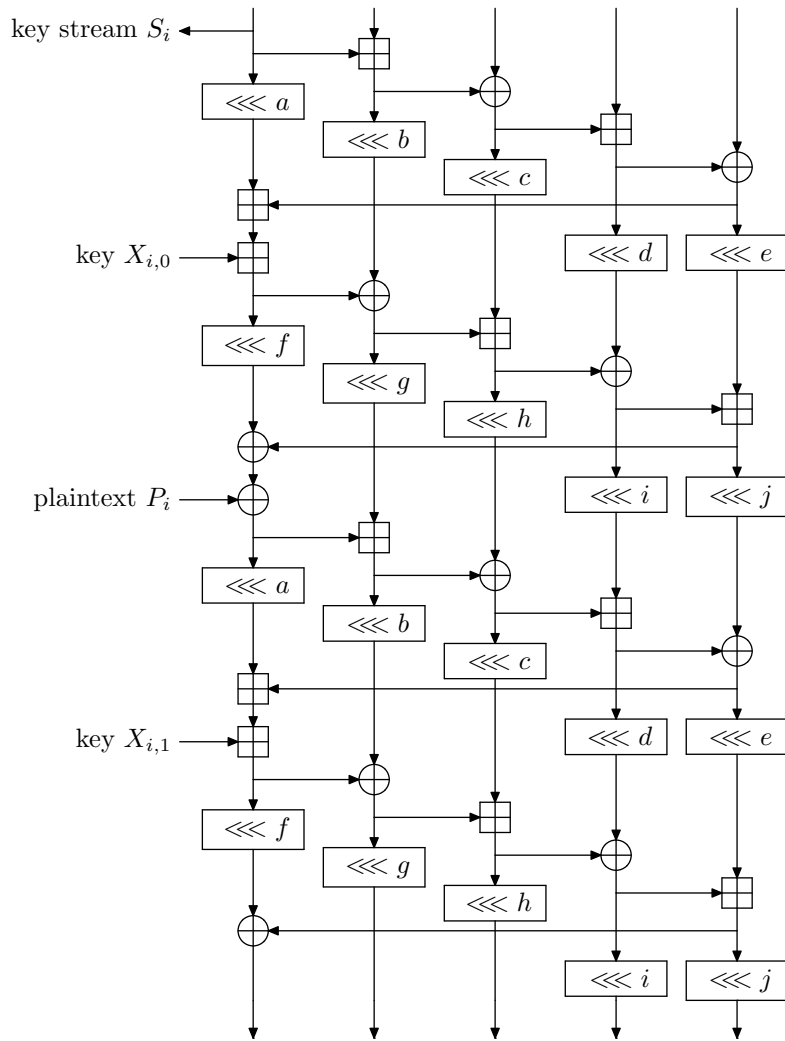 key stream S_i
⋘ a
⋘ b
⋘ c
key X_{i,0}
⋘ d
⋘ e
⋘ f
⋘ g
⋘ h
plaintext P_i
⋘ i
⋘ j
⋘ a
⋘ b
⋘ c
key X_{i,1}
⋘ d
⋘ e
⋘ f
⋘ g
⋘ h
⋘ i
⋘ j